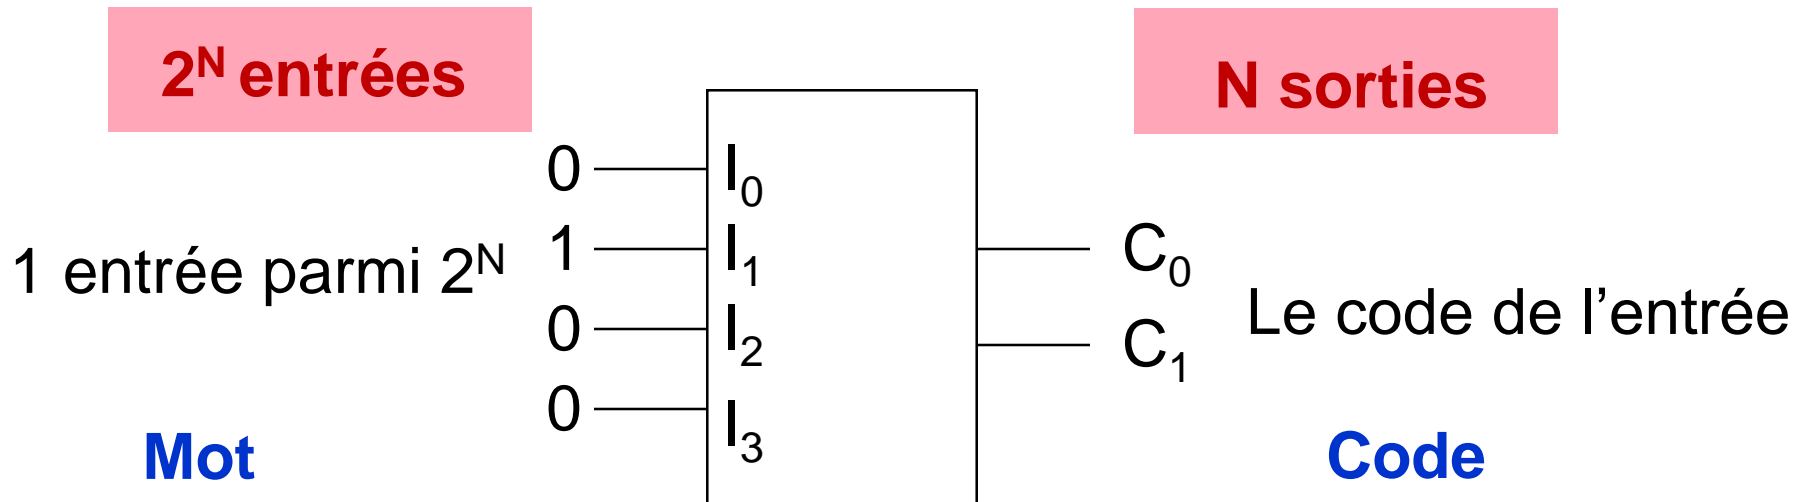 2^N entrées
N sorties
0 I₀
1 entrée parmi 2^N 1 I₁
C₀
0 I₂
Le code de l’entrée
C₁
0 I₃
Mot
Code